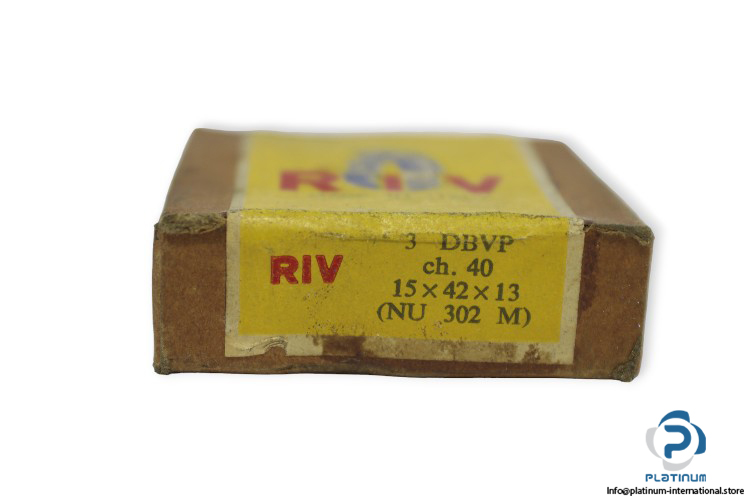 RIV
3 DBVP
RIV
ch. 40
15×42×13
(NU 302 M)
P
PLATINUM
Info@platinum-international.store